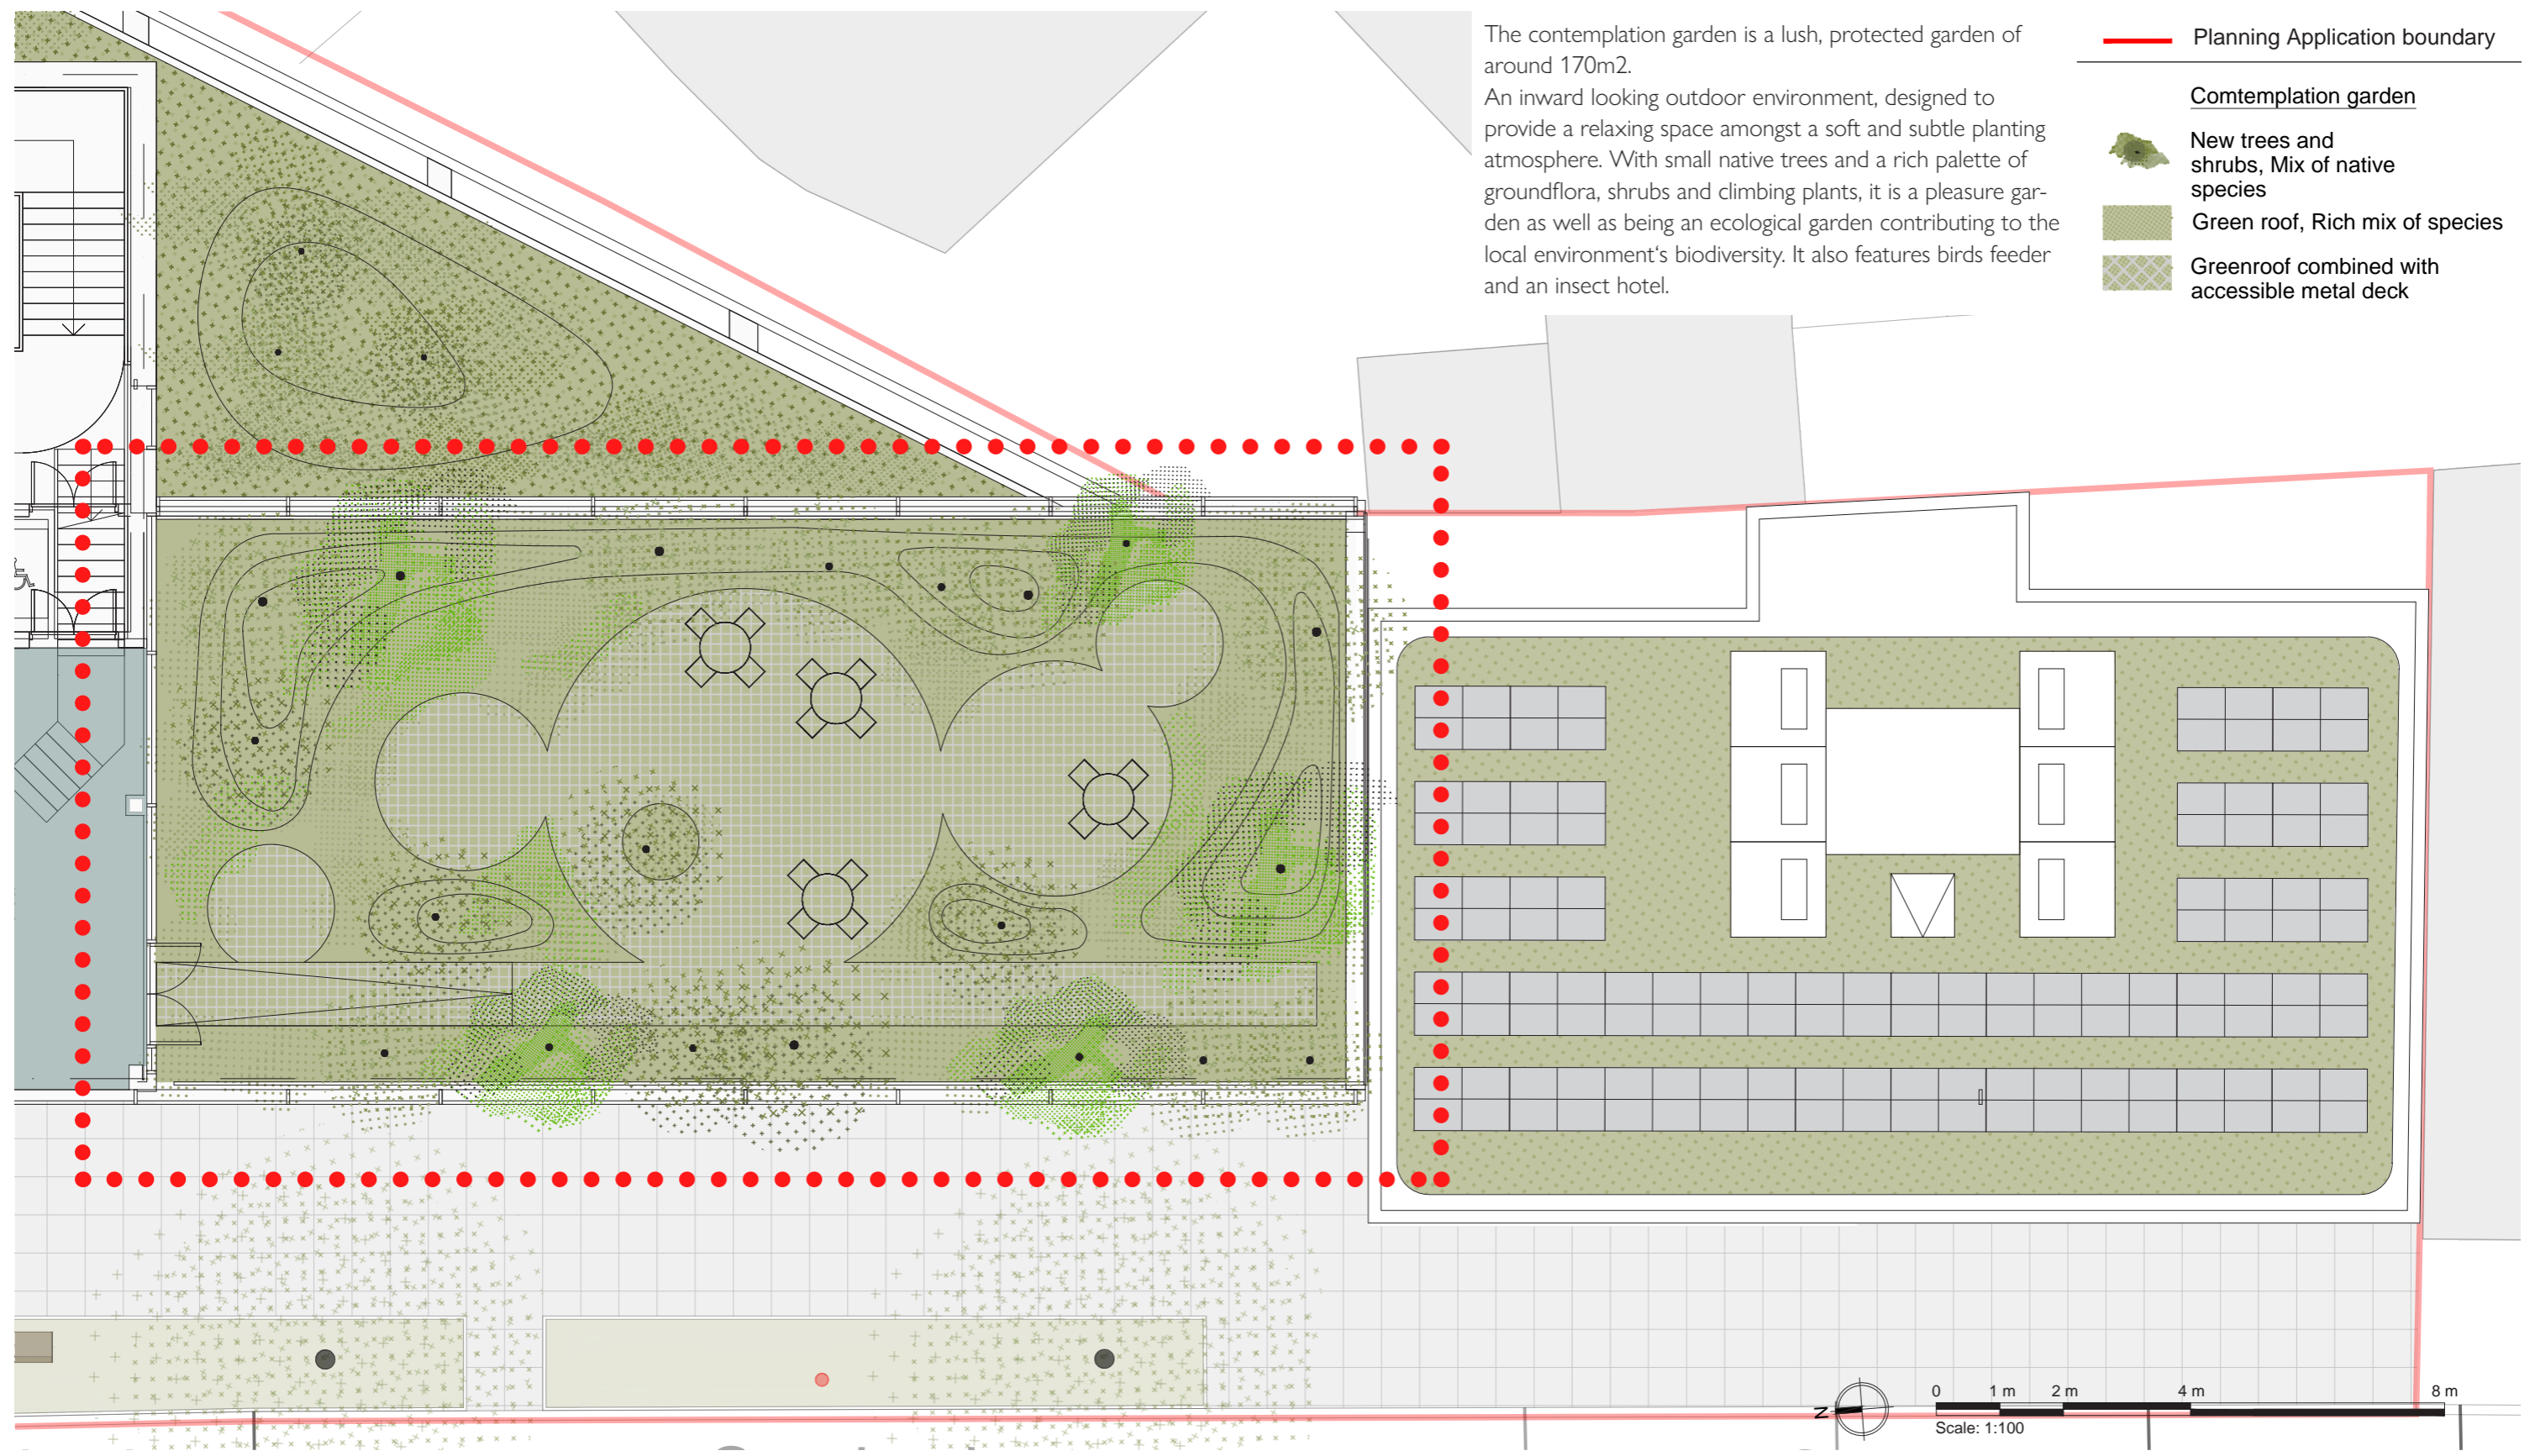 The contemplation garden is a lush, protected garden of
around 170m2.
An inward looking outdoor environment, designed to
provide a relaxing space amongst a soft and subtle planting
atmosphere. With small native trees and a rich palette of
groundflora, shrubs and climbing plants, it is a pleasure gar-
den as well as being an ecological garden contributing to the
local environment's biodiversity. It also features birds feeder
and an insect hotel.
Planning Application boundary
Comtemplation garden
New trees and
shrubs, Mix of native
species
Green roof, Rich mix of species
Greenroof combined with
accessible metal deck
N
0 1 m 2 m 4 m 8 m
Scale: 1:100